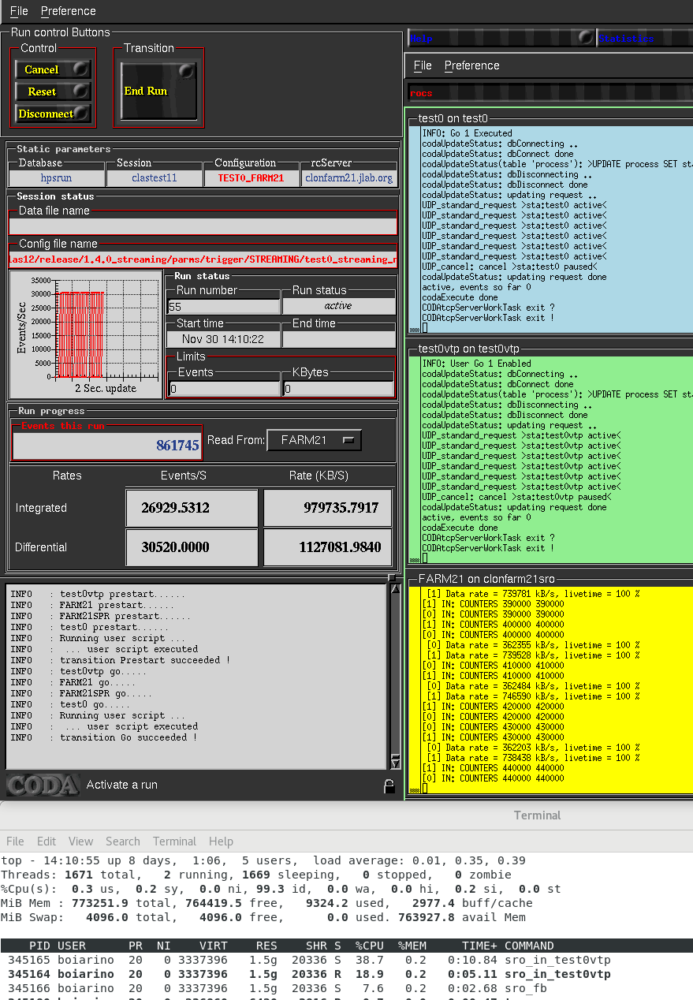 File Preference
Run control Buttons
Control
Transition
Cancel
Reset
Disconnect
End Run
Static parameters
Database Session Configuration rcServer
hpsrun clastest11 TEST0_FARM21 clonfarm21.jlab.org
Session status
Data file name
Config file name
las12/release/1.4.0_streaming/parms/trigger/STREAMING/test0_streaming_
35000
30000
25000
20000
15000
10000
5000
0
Events/Sec
2 Sec. update
Run status
Run number Run status
55 active
Start time End time
Nov 30 14:10:22
Limits
Events KBytes
0 0
Run progress
Events this run
861745
Read From: FARM21
Rates Events/S Rate (KB/S)
Integrated 26929.5312 979735.7917
Differential 30520.0000 1127081.9840
INFO : test0vtp prestart......
INFO : FARM21 prestart......
INFO : FARM21SPR prestart......
INFO : test0 prestart......
INFO : Running user script ...
INFO : ... user script executed
INFO : transition Prestart succeeded !
INFO : test0vtp go.....
INFO : FARM21 go.....
INFO : FARM21SPR go.....
INFO : test0 go.....
INFO : Running user script ...
INFO : ... user script executed
INFO : transition Go succeeded !
CODA Activate a run
Help Statistics
File Preference
rocs
test0 on test0
INFO: Go 1 Executed
codaUpdateStatus: dbConnecting ..
codaUpdateStatus: dbConnect done
codaUpdateStatus(table 'process'): >UPDATE process SET sta
codaUpdateStatus: dbDisconnecting ..
codaUpdateStatus: dbDisconnect done
codaUpdateStatus: updating request ..
UDP_standard_request >sta:test0 active<
UDP_standard_request >sta:test0 active<
UDP_standard_request >sta:test0 active<
UDP_standard_request >sta:test0 active<
UDP_standard_request >sta:test0 active<
UDP_standard_request >sta:test0 active<
UDP_cancel: cancel >sta:test0 paused<
codaUpdateStatus: updating request done
active, events so far 0
codaExecute done
CODAtcpServerWorkTask exit ?
CODAtcpServerWorkTask exit !
test0vtp on test0vtp
INFO: User Go 1 Enabled
codaUpdateStatus: dbConnecting ..
codaUpdateStatus: dbConnect done
codaUpdateStatus(table 'process'): >UPDATE process SET sta
codaUpdateStatus: dbDisconnecting ..
codaUpdateStatus: dbDisconnect done
codaUpdateStatus: updating request ..
UDP_standard_request >sta:test0vtp active<
UDP_standard_request >sta:test0vtp active<
UDP_standard_request >sta:test0vtp active<
UDP_standard_request >sta:test0vtp active<
UDP_standard_request >sta:test0vtp active<
UDP_standard_request >sta:test0vtp active<
UDP_cancel: cancel >sta:test0vtp paused<
codaUpdateStatus: updating request done
active, events so far 0
codaExecute done
CODAtcpServerWorkTask exit ?
CODAtcpServerWorkTask exit !
FARM21 on clonfarm21sro
[1] Data rate = 739781 kB/s, livetime = 100 %
[1] IN: COUNTERS 390000 390000
[0] IN: COUNTERS 390000 390000
[1] IN: COUNTERS 400000 400000
[0] IN: COUNTERS 400000 400000
[0] Data rate = 362355 kB/s, livetime = 100 %
[1] Data rate = 739528 kB/s, livetime = 100 %
[0] IN: COUNTERS 410000 410000
[1] IN: COUNTERS 410000 410000
[0] Data rate = 362484 kB/s, livetime = 100 %
[1] Data rate = 746590 kB/s, livetime = 100 %
[1] IN: COUNTERS 420000 420000
[0] IN: COUNTERS 420000 420000
[0] IN: COUNTERS 430000 430000
[1] IN: COUNTERS 430000 430000
[0] Data rate = 362203 kB/s, livetime = 100 %
[1] Data rate = 738438 kB/s, livetime = 100 %
[1] IN: COUNTERS 440000 440000
[0] IN: COUNTERS 440000 440000
Terminal
File Edit View Search Terminal Help
top - 14:10:55 up 8 days, 1:06, 5 users, load average: 0.01, 0.35, 0.39
Threads: 1671 total, 2 running, 1669 sleeping, 0 stopped, 0 zombie
%Cpu(s): 0.3 us, 0.2 sy, 0.0 ni, 99.3 id, 0.0 wa, 0.0 hi, 0.2 si, 0.0 st
MiB Mem : 773251.9 total, 764419.5 free, 9324.2 used, 2977.4 buff/cache
MiB Swap: 4096.0 total, 4096.0 free, 0.0 used. 763927.8 avail Mem
PID USER PR NI VIRT RES SHR S %CPU %MEM TIME+ COMMAND
345165 boiarino 20 0 3337396 1.5g 20336 S 38.7 0.2 0:10.84 sro_in_test0vtp
345164 boiarino 20 0 3337396 1.5g 20336 R 18.9 0.2 0:05.11 sro_in_test0vtp
345166 boiarino 20 0 3337396 1.5g 20336 S 7.6 0.2 0:02.68 sro_fb